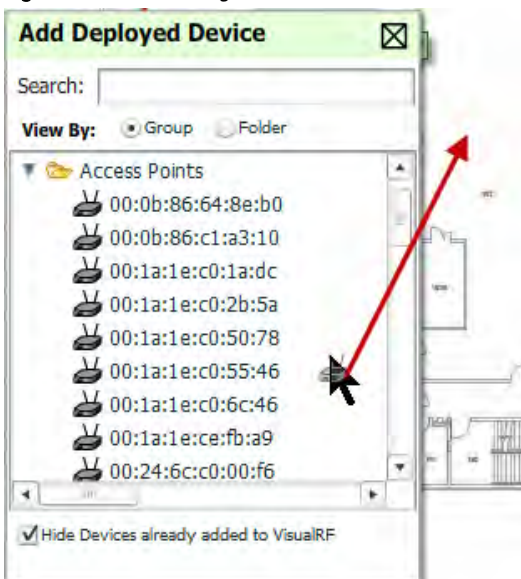 Add Deployed Device
Search:
View By: Group Folder
Access Points
00:0b:86:64:8e:b0
00:0b:86:c1:a3:10
00:1a:1e:c0:1a:dc
00:1a:1e:c0:2b:5a
00:1a:1e:c0:50:78
00:1a:1e:c0:55:46
00:1a:1e:c0:6c:46
00:1a:1e:ce:fb:a9
00:24:6c:c0:00:f6
Hide Devices already added to VisualRF